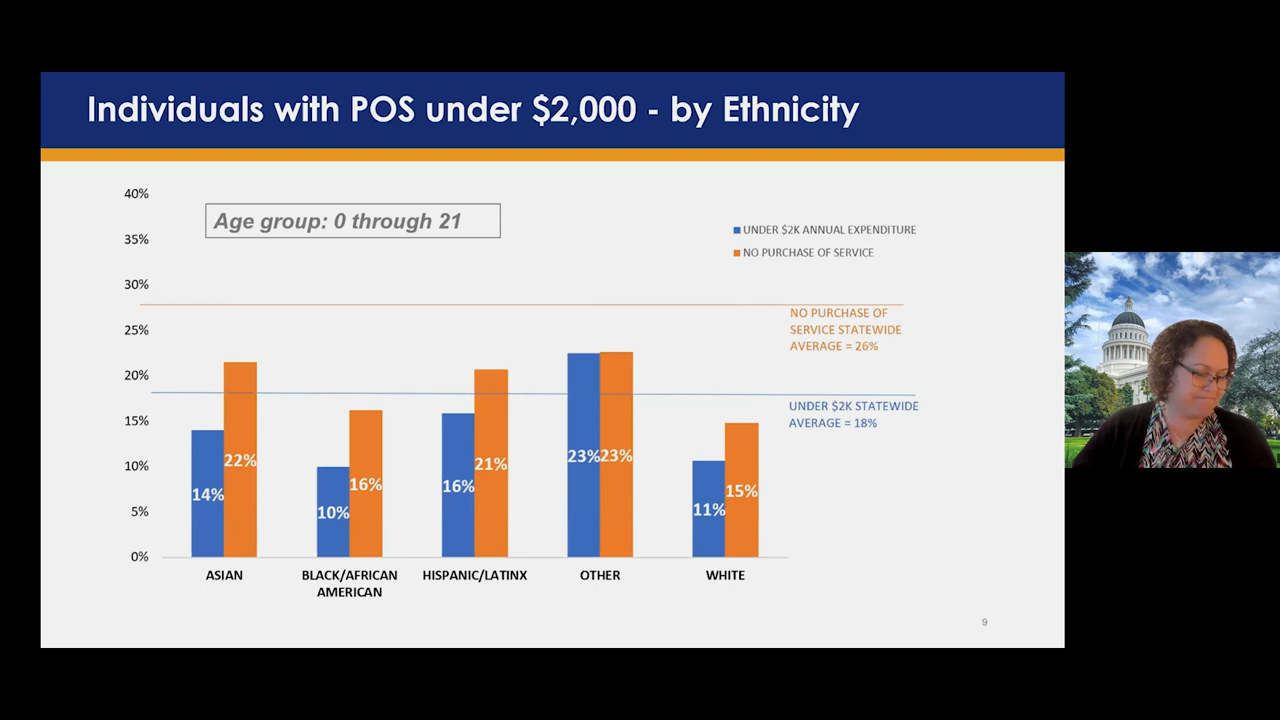 Individuals with POS under $2,000 - by Ethnicity
40%
Age group: 0 through 21
35%
UNDER $2K ANNUAL EXPENDITURE
NO PURCHASE OF SERVICE
30%
25%
NO PURCHASE OF
SERVICE STATEWIDE
AVERAGE = 26%
20%
UNDER $2K STATEWIDE
AVERAGE = 18%
15%
10%
5%
0%
14% 22%
10% 16%
16% 21%
23% 23%
11% 15%
ASIAN
BLACK/AFRICAN
AMERICAN
HISPANIC/LATINX
OTHER
WHITE
9